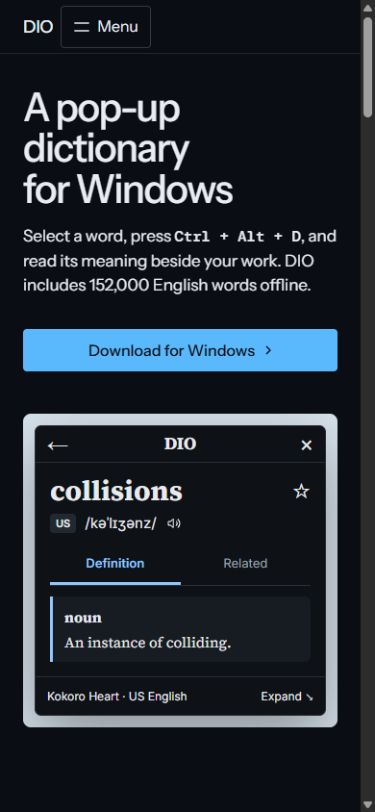 DIO
Menu
A pop-up
dictionary
for Windows
Select a word, press Ctrl + Alt + D, and
read its meaning beside your work. DIO
includes 152,000 English words offline.
Download for Windows
DIO
collisions
US /kəˈlɪʒənz/
Definition Related
noun
An instance of colliding.
Kokoro Heart · US English Expand